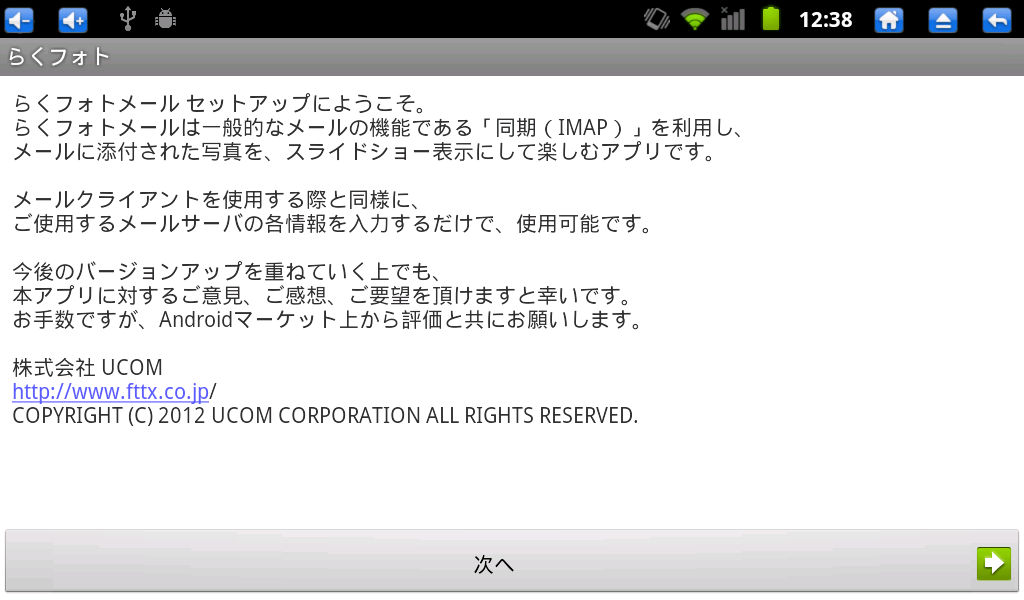 12:38
らくフォト
らくフォトメール セットアップにようこそ。
らくフォトメールは一般的なメールの機能である「同期（IMAP）」を利用し、
メールに添付された写真を、スライドショー表示にして楽しむアプリです。
メールクライアントを使用する際と同様に、
ご使用するメールサーバの各情報を入力するだけで、使用可能です。
今後のバージョンアップを重ねていく上でも、
本アプリに対するご意見、ご感想、ご要望を頂けますと幸いです。
お手数ですが、Androidマーケット上から評価と共にお願いします。
株式会社 UCOM
http://www.fttx.co.jp/
COPYRIGHT (C) 2012 UCOM CORPORATION ALL RIGHTS RESERVED.
次へ